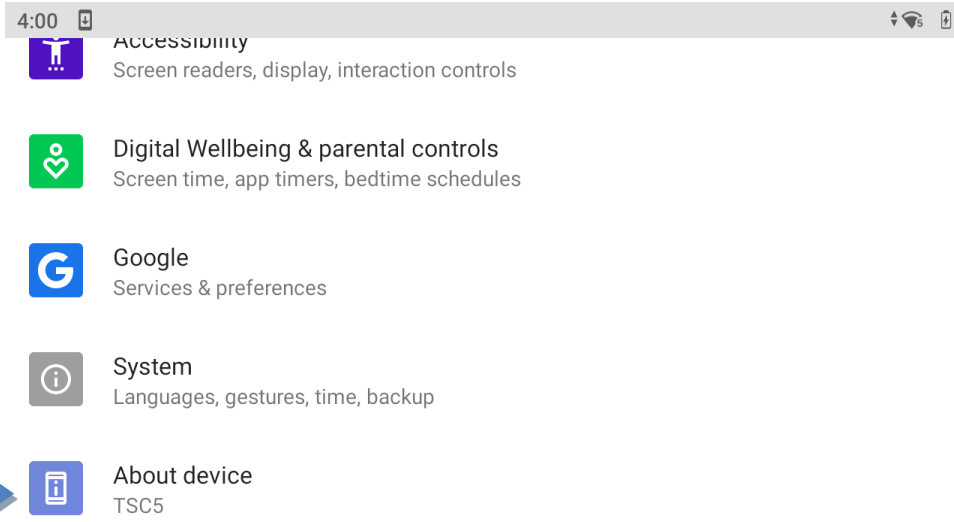 4:00
5
Accessibility
Screen readers, display, interaction controls
Digital Wellbeing & parental controls
Screen time, app timers, bedtime schedules
G
Google
Services & preferences
System
Languages, gestures, time, backup
About device
TSC5